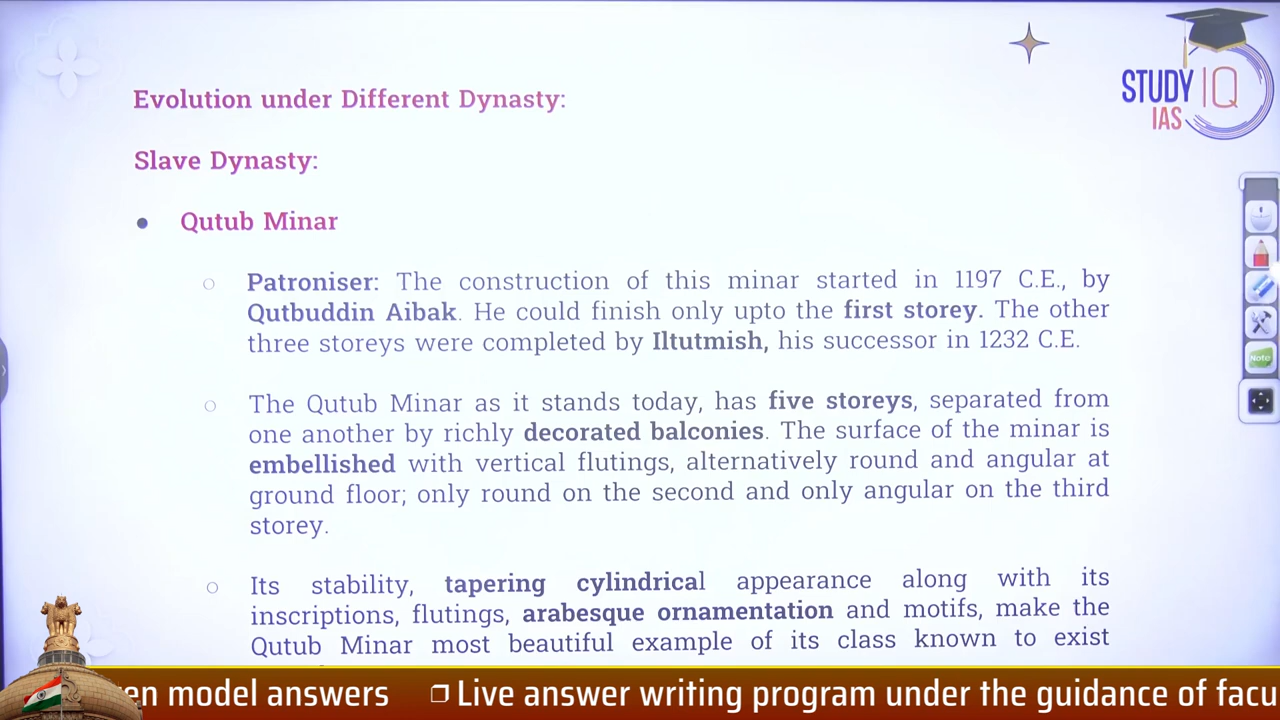 STUDY IQ
IAS
Evolution under Different Dynasty:
Slave Dynasty:
Qutub Minar
Patroniser: The construction of this minar started in 1197 C.E., by
Qutbuddin Aibak. He could finish only upto the first storey. The other
three storeys were completed by Iltutmish, his successor in 1232 C.E.
The Qutub Minar as it stands today, has five storeys, separated from
one another by richly decorated balconies. The surface of the minar is
embellished with vertical flutings, alternatively round and angular at
ground floor; only round on the second and only angular on the third
storey.
Its stability, tapering cylindrical appearance along with its
inscriptions, flutings, arabesque ornamentation and motifs, make the
Qutub Minar most beautiful example of its class known to exist
Note
en model answers ❐ Live answer writing program under the guidance of facu